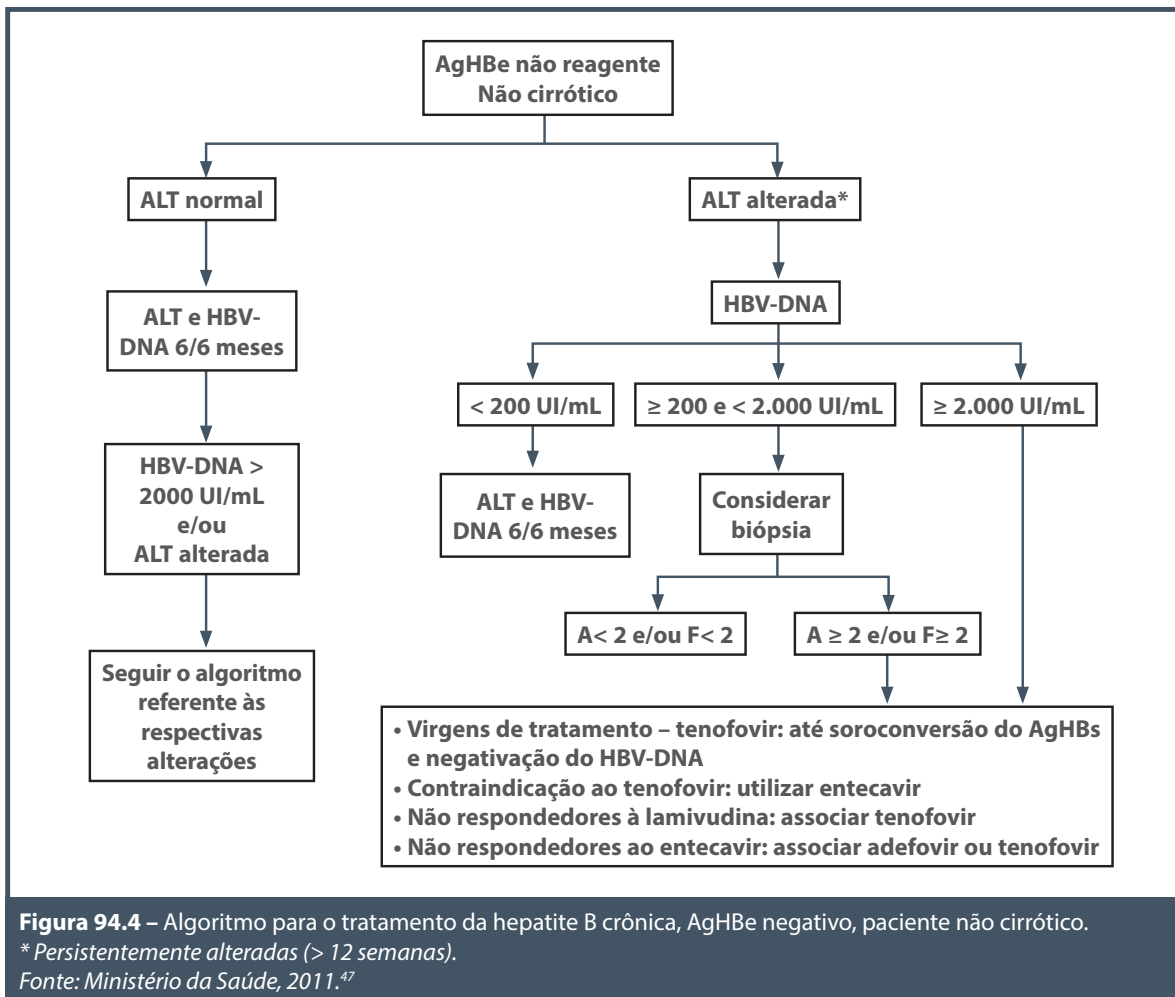 AgHBe não reagente
Não cirrótico
ALT normal
ALT alterada*
ALT e HBV-
DNA 6/6 meses
HBV-DNA
< 200 UI/mL
≥ 200 e < 2.000 UI/mL
≥ 2.000 UI/mL
HBV-DNA >
2000 UI/mL
e/ou
ALT alterada
ALT e HBV-
DNA 6/6 meses
Considerar
biópsia
A< 2 e/ou F< 2
A ≥ 2 e/ou F≥ 2
Seguir o algoritmo
referente às
respectivas
alterações
• Virgens de tratamento – tenofovir: até soroconversão do AgHBs
e negativação do HBV-DNA
• Contraindicação ao tenofovir: utilizar entecavir
• Não respondedores à lamivudina: associar tenofovir
• Não respondedores ao entecavir: associar adefovir ou tenofovir
Figura 94.4 – Algoritmo para o tratamento da hepatite B crônica, AgHBe negativo, paciente não cirrótico.
* Persistentemente alteradas (> 12 semanas).
Fonte: Ministério da Saúde, 2011.47